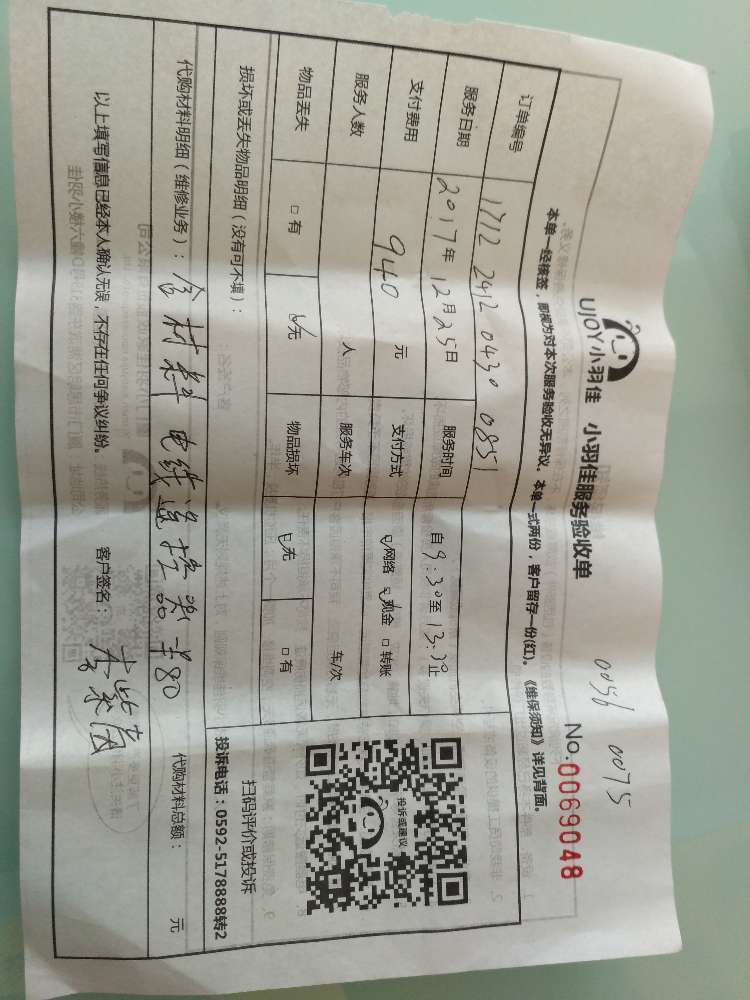 UJOY小羽佳 小羽佳服务验收单
0056 0075
No.0069048
本单一经核签，即视为对本次服务验收无异议。本单一式两份，客户留存一份(红)。《维保须知》详见背面。
订单编号 1712 2412 0430 0851
服务日期 2017年12月25日 服务时间 自9:30至13:30止
支付费用 940 元 支付方式 ☑网络 ☑现金 □转账
服务人数 人 服务车次 车/次
物品丢失 □有 ☑无 物品损坏 ☑无 □有
投诉或建议
扫码评价或投诉
投诉电话：0592-5178888转2
损坏或丢失物品明细（没有可不填）：
代购材料明细（维修业务）：含材料 电线遥控器 ¥80 代购材料总额： 元
以上填写信息已经本人确认无误，不存在任何争议纠纷。 客户签名：